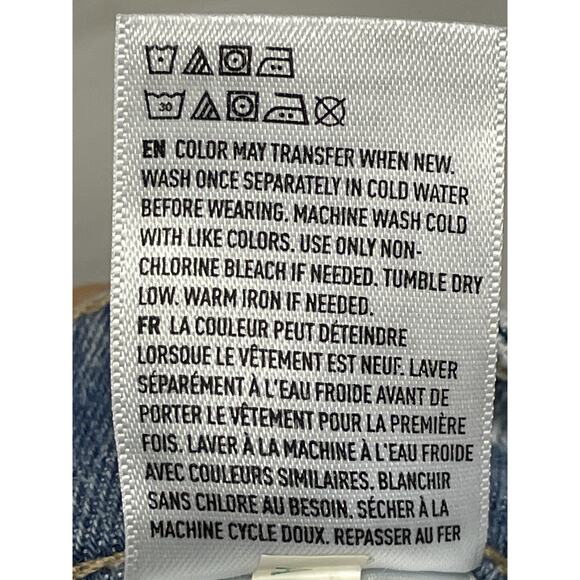 30
EN COLOR MAY TRANSFER WHEN NEW.
WASH ONCE SEPARATELY IN COLD WATER
BEFORE WEARING. MACHINE WASH COLD
WITH LIKE COLORS. USE ONLY NON-
CHLORINE BLEACH IF NEEDED. TUMBLE DRY
LOW. WARM IRON IF NEEDED.
FR LA COULEUR PEUT DÉTEINDRE
LORSQUE LE VÊTEMENT EST NEUF. LAVER
SÉPARÉMENT À L'EAU FROIDE AVANT DE
PORTER LE VÊTEMENT POUR LA PREMIÈRE
FOIS. LAVER À LA MACHINE À L'EAU FROIDE
AVEC COULEURS SIMILAIRES. BLANCHIR
SANS CHLORE AU BESOIN. SÉCHER À LA
MACHINE CYCLE DOUX. REPASSER AU FER